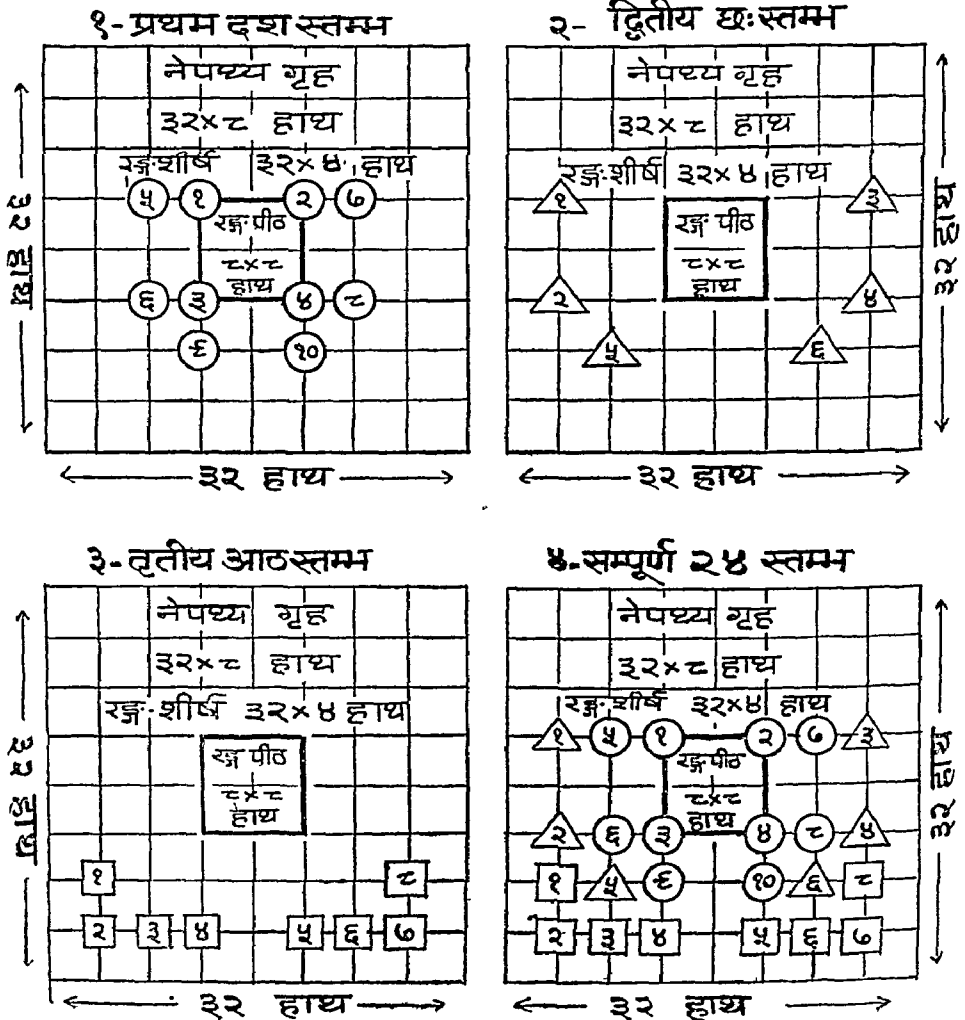 १- प्रथम दश स्तम्भ
नेपथ्य गृह
३२×८ हाथ
रङ्ग-शीर्ष ३२×४ हाथ
५ १ २ ७
रङ्ग पीठ
८×८
हाथ
६ ३ ४ ८
९ १०
३२ हाथ
३२ हाथ
२- द्वितीय छः स्तम्भ
नेपथ्य गृह
३२×८ हाथ
रङ्ग-शीर्ष ३२×४ हाथ
१ ३
रङ्ग पीठ
८×८
हाथ
२ ४
५ ६
३२ हाथ
३२ हाथ
३- तृतीय आठ स्तम्भ
नेपथ्य गृह
३२×८ हाथ
रङ्ग-शीर्ष ३२×४ हाथ
रङ्ग पीठ
८×८
हाथ
१ ८
२ ३ ४ ५ ६ ७
३२ हाथ
३२ हाथ
४- सम्पूर्ण २४ स्तम्भ
नेपथ्य गृह
३२×८ हाथ
रङ्ग-शीर्ष ३२×४ हाथ
१ ५ १ २ ७ ३
रङ्ग पीठ
८×८
हाथ
२ ६ ३ ४ ८ ४
१ ५ ९ १० ६ ८
२ ३ ४ ५ ६ ७
३२ हाथ
३२ हाथ